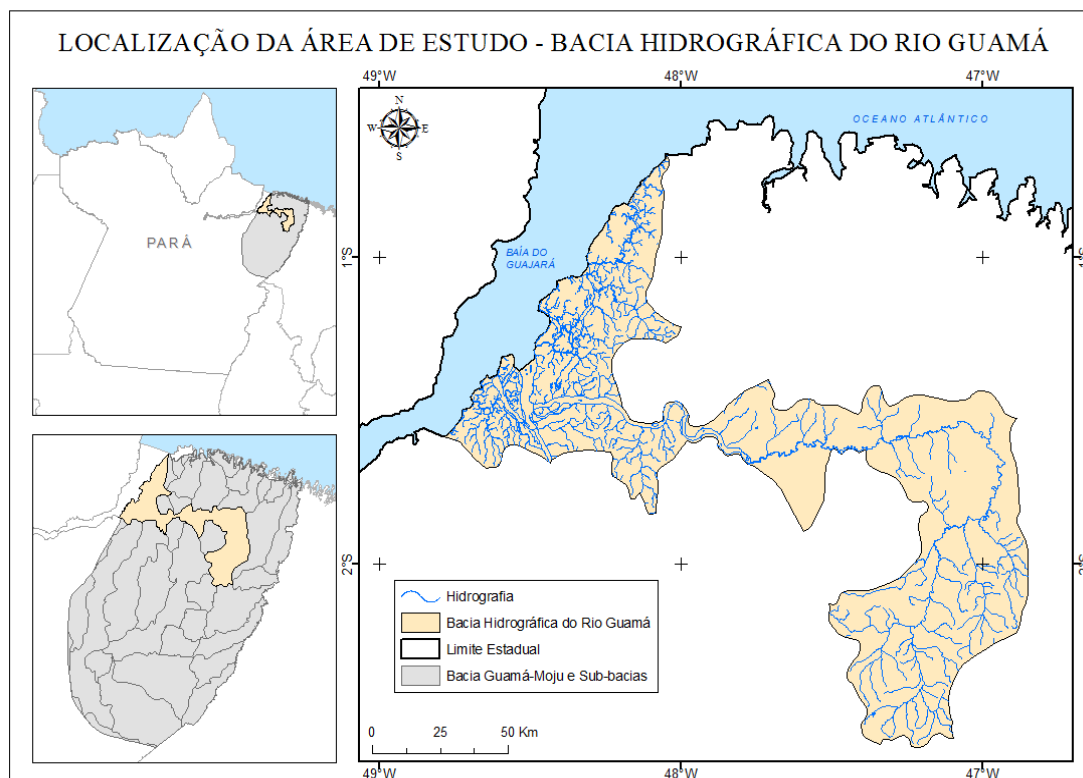 LOCALIZAÇÃO DA ÁREA DE ESTUDO - BACIA HIDROGRÁFICA DO RIO GUAMÁ
49°W
48°W
47°W
N
W
E
S
OCEANO ATLÂNTICO
PARÁ
BAÍA DO
GUAJARÁ
1°S
1°S
2°S
2°S
Hidrografia
Bacia Hidrográfica do Rio Guamá
Limite Estadual
Bacia Guamá-Moju e Sub-bacias
0
25
50 Km
49°W
48°W
47°W